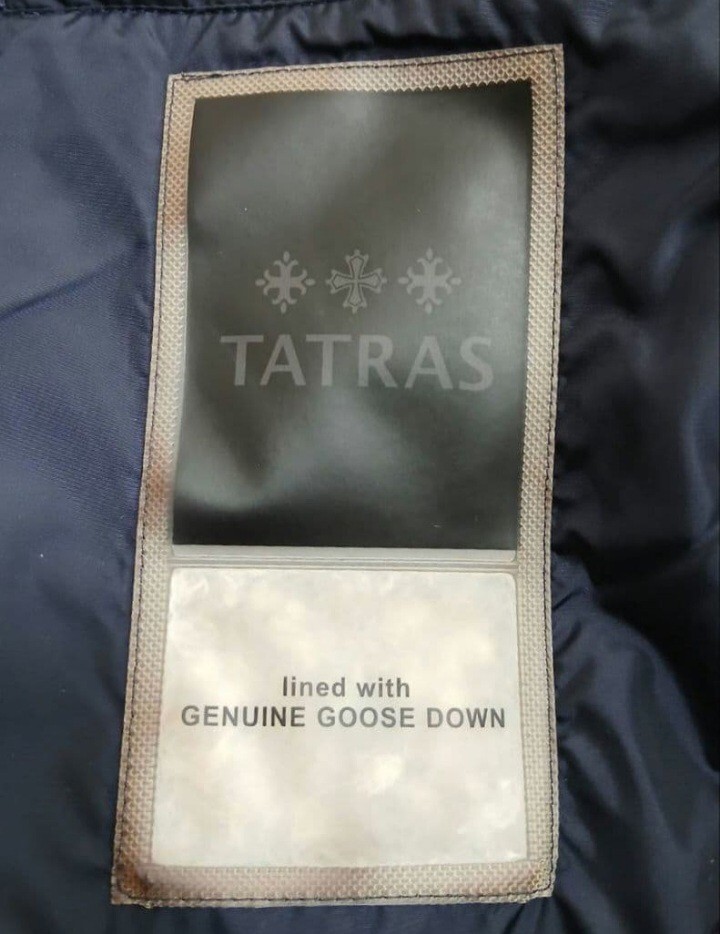 TATRAS
lined with
GENUINE GOOSE DOWN